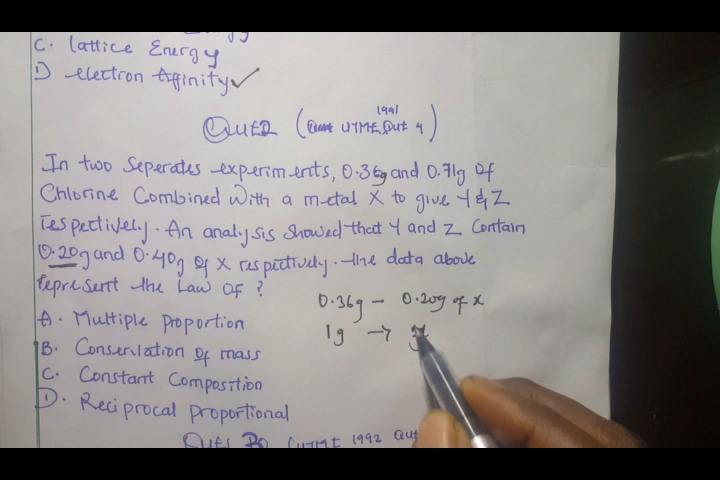 C. Lattice Energy
D electron Affinity
Que 2 (UTME 1991 Que 4)
In two Seperates experiments, 0.36g and 0.71g of
Chlorine Combined with a metal X to give Y & Z
respectively. An analysis showed that Y and Z Contain
0.20g and 0.40g of X respectively. the data above
represent the Law of ?
0.36g - 0.20g of x
A. Multiple proportion
1g →
B. Conservation of mass
C. Constant Composition
D. Reciprocal proportional
UTME 1992